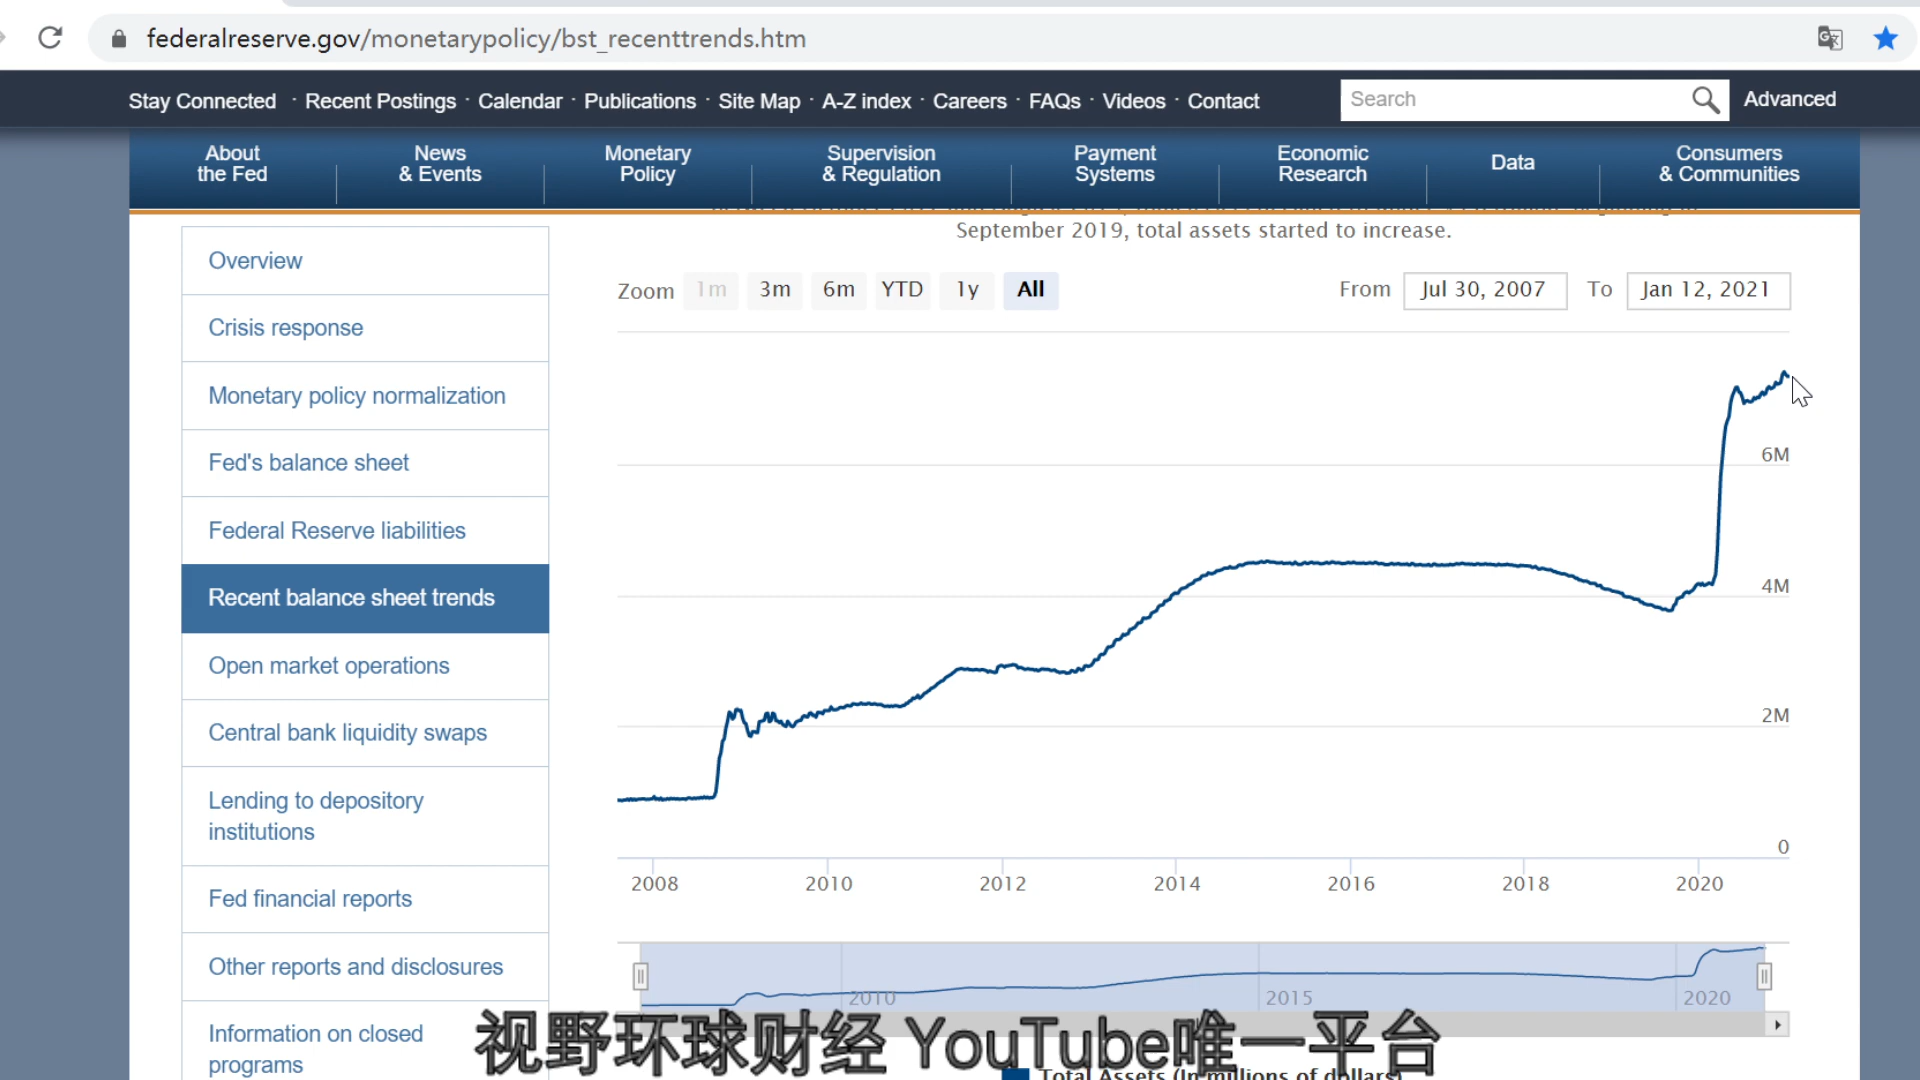 federalreserve.gov/monetarypolicy/bst_recenttrends.htm
Stay Connected · Recent Postings · Calendar · Publications · Site Map · A-Z index · Careers · FAQs · Videos · Contact
Search
Advanced
About the Fed
News & Events
Monetary Policy
Supervision & Regulation
Payment Systems
Economic Research
Data
Consumers & Communities
September 2019, total assets started to increase.
Overview
Crisis response
Monetary policy normalization
Fed's balance sheet
Federal Reserve liabilities
Recent balance sheet trends
Open market operations
Central bank liquidity swaps
Lending to depository
institutions
Fed financial reports
Other reports and disclosures
Information on closed
programs
Zoom 1m 3m 6m YTD 1y All From Jul 30, 2007 To Jan 12, 2021
6M
4M
2M
0
2008 2010 2012 2014 2016 2018 2020
2010 2015 2020
视野环球财经 YouTube唯一平台
Total Assets (In millions of dollars)